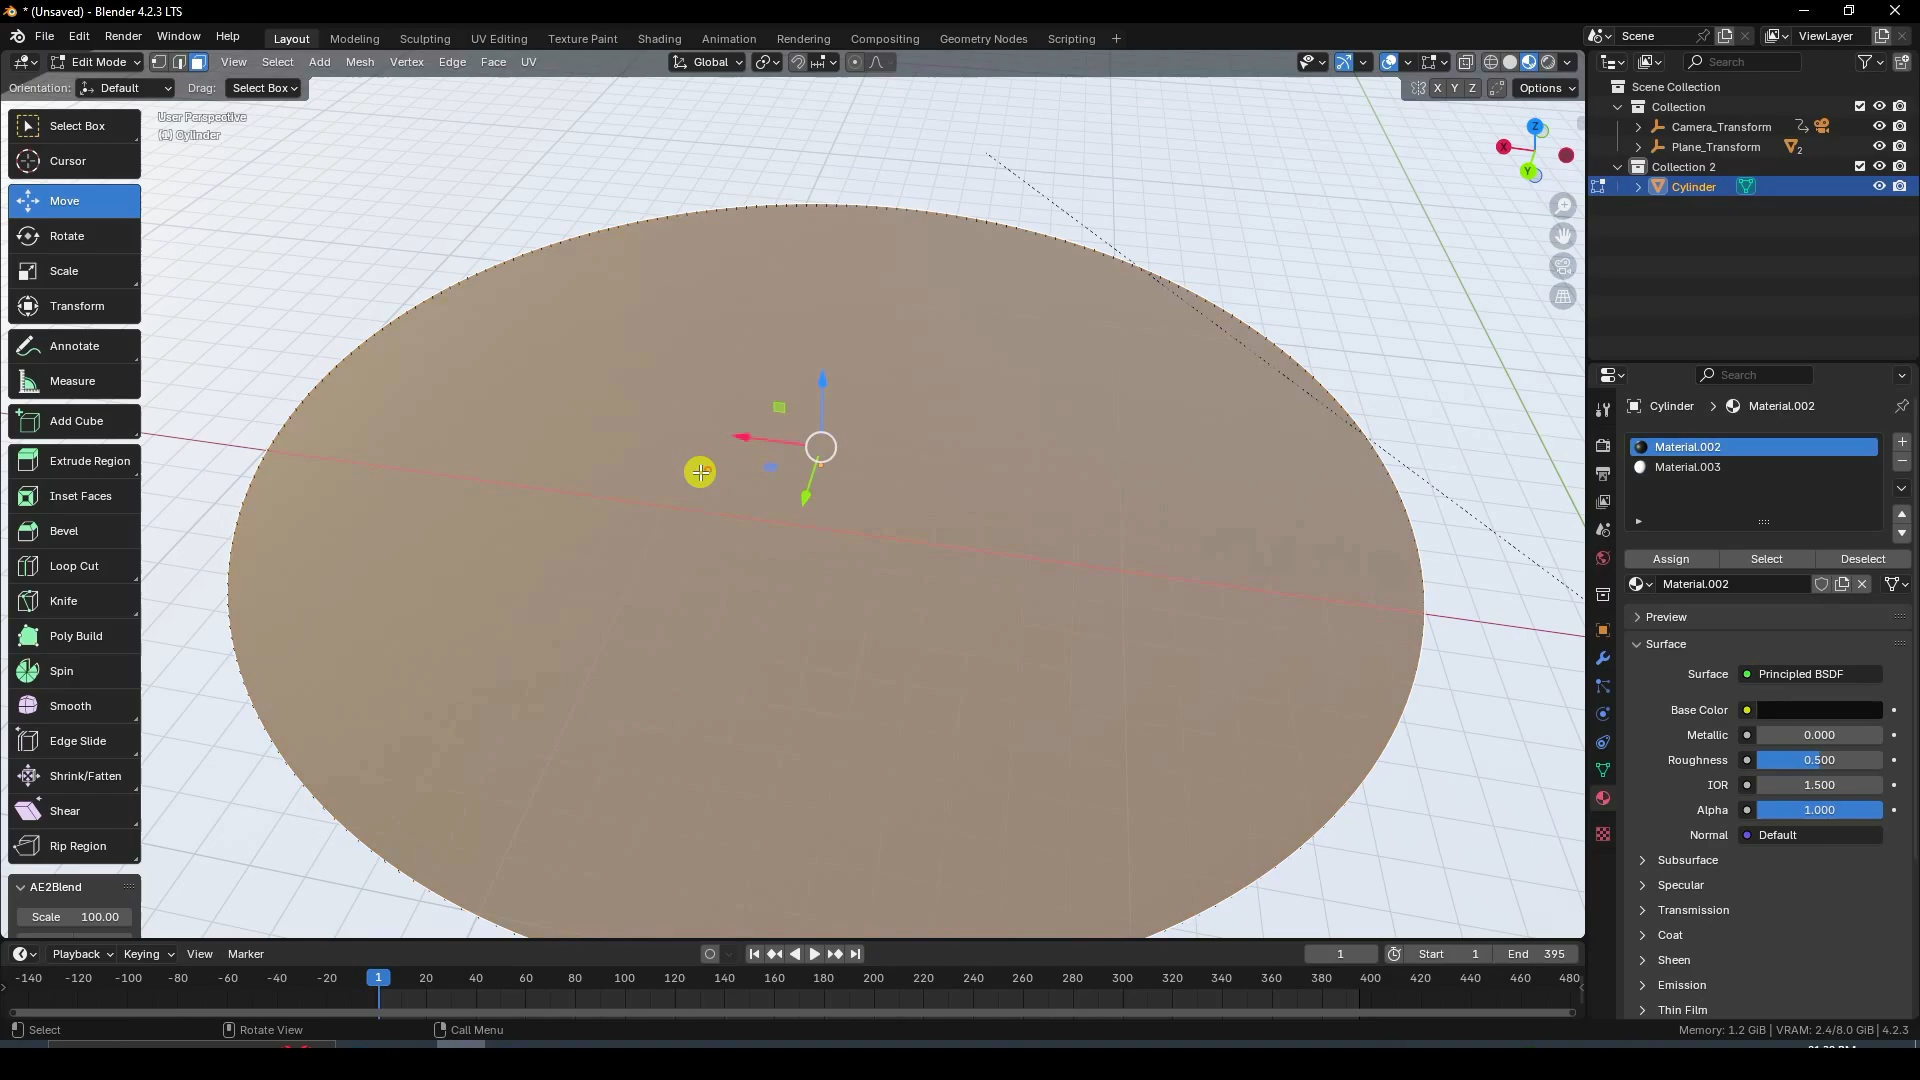 * (Unsaved) - Blender 4.2.3 LTS
File Edit Render Window Help Layout Modeling Sculpting UV Editing Texture Paint Shading Animation Rendering Compositing Geometry Nodes Scripting + Scene ViewLayer
Edit Mode View Select Add Mesh Vertex Edge Face UV Global Search
Orientation: Default Drag: Select Box X Y Z Options
Scene Collection
Collection
Camera_Transform
Plane_Transform 2
Collection 2
Cylinder
User Perspective
(1) Cylinder
Z
X
Y
Select Box
Cursor
Move
Rotate
Scale
Transform
Annotate
Measure
Add Cube
Extrude Region
Inset Faces
Bevel
Loop Cut
Knife
Poly Build
Spin
Smooth
Edge Slide
Shrink/Fatten
Shear
Rip Region
AE2Blend
Scale 100.00
Search
Cylinder > Material.002
Material.002
Material.003
Assign Select Deselect
Material.002
Preview
Surface
Surface Principled BSDF
Base Color
Metallic 0.000
Roughness 0.500
IOR 1.500
Alpha 1.000
Normal Default
Subsurface
Specular
Transmission
Coat
Sheen
Emission
Thin Film
Playback Keying View Marker 1 Start 1 End 395
-140 -120 -100 -80 -60 -40 -20 1 20 40 60 80 100 120 140 160 180 200 220 240 260 280 300 320 340 360 380 400 420 440 460 480
Select Rotate View Call Menu Memory: 1.2 GiB | VRAM: 2.4/8.0 GiB | 4.2.3